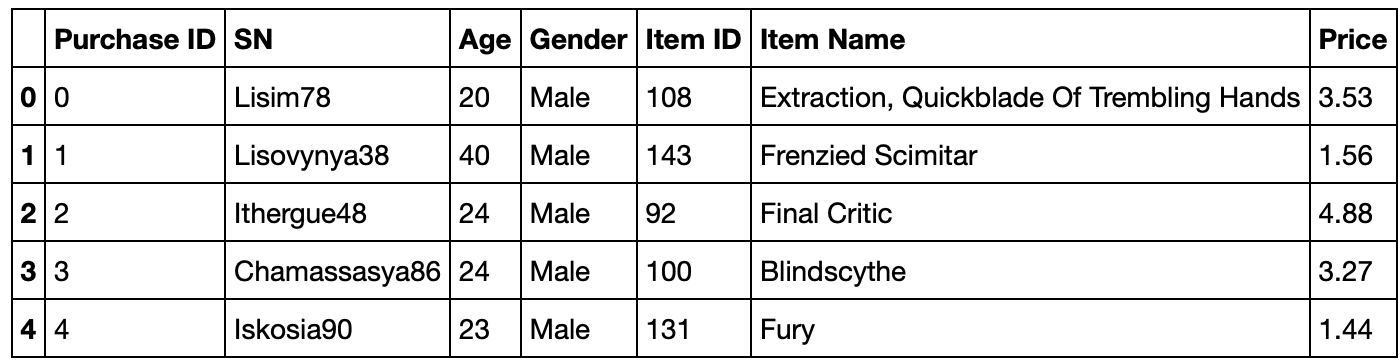 Purchase ID SN Age Gender Item ID Item Name Price
0 0 Lisim78 20 Male 108 Extraction, Quickblade Of Trembling Hands 3.53
1 1 Lisovynya38 40 Male 143 Frenzied Scimitar 1.56
2 2 Ithergue48 24 Male 92 Final Critic 4.88
3 3 Chamassasya86 24 Male 100 Blindscythe 3.27
4 4 Iskosia90 23 Male 131 Fury 1.44